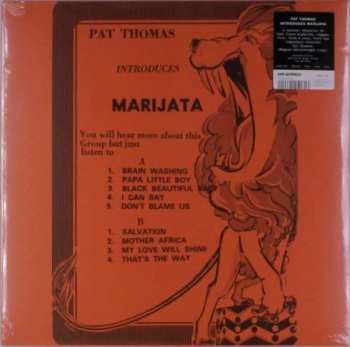 PAT THOMAS
INTRODUCES
MARIJATA
You will hear more about this
Group but just
listen to
A
1. BRAIN WASHING
2. PAPA LITTLE BOY
3. BLACK BEAUTIFUL
4. I CAN SAY
5. DON'T BLAME US
B
1. SALVATION
2. MOTHER AFRICA
3. MY LOVE WILL SHINE
4. THAT'S THE WAY
PAT THOMAS
INTRODUCES MARIJATA